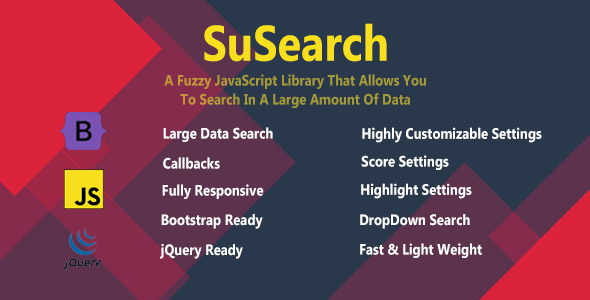 SuSearch
A Fuzzy JavaScript Library That Allows You
To Search In A Large Amount Of Data
B
Large Data Search
Highly Customizable Settings
Callbacks
Score Settings
JS
Fully Responsive
Highlight Settings
Bootstrap Ready
DropDown Search
jQuery
jQuery Ready
Fast & Light Weight